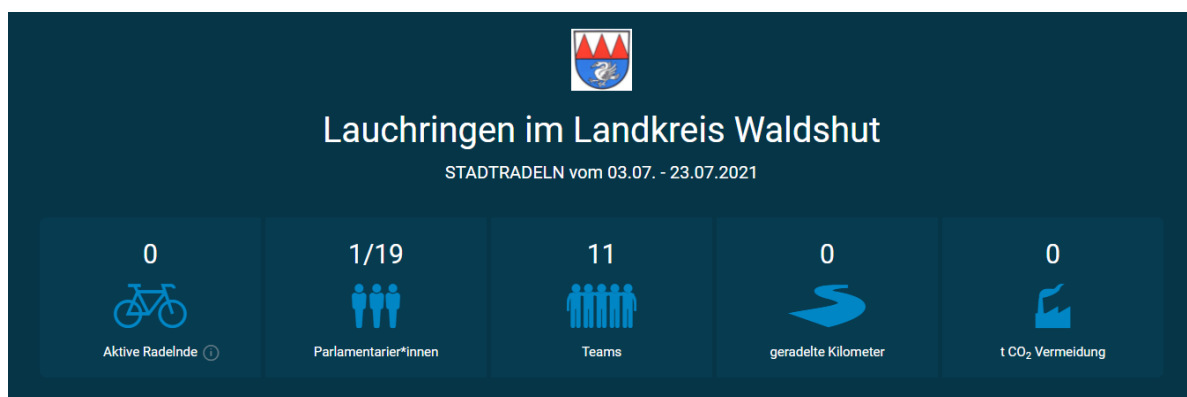 Lauchringen im Landkreis Waldshut
STADTRADELN vom 03.07. - 23.07.2021
0
1/19
11
0
0
Aktive Radelnde
Parlamentarier*innen
Teams
geradelte Kilometer
t CO₂ Vermeidung